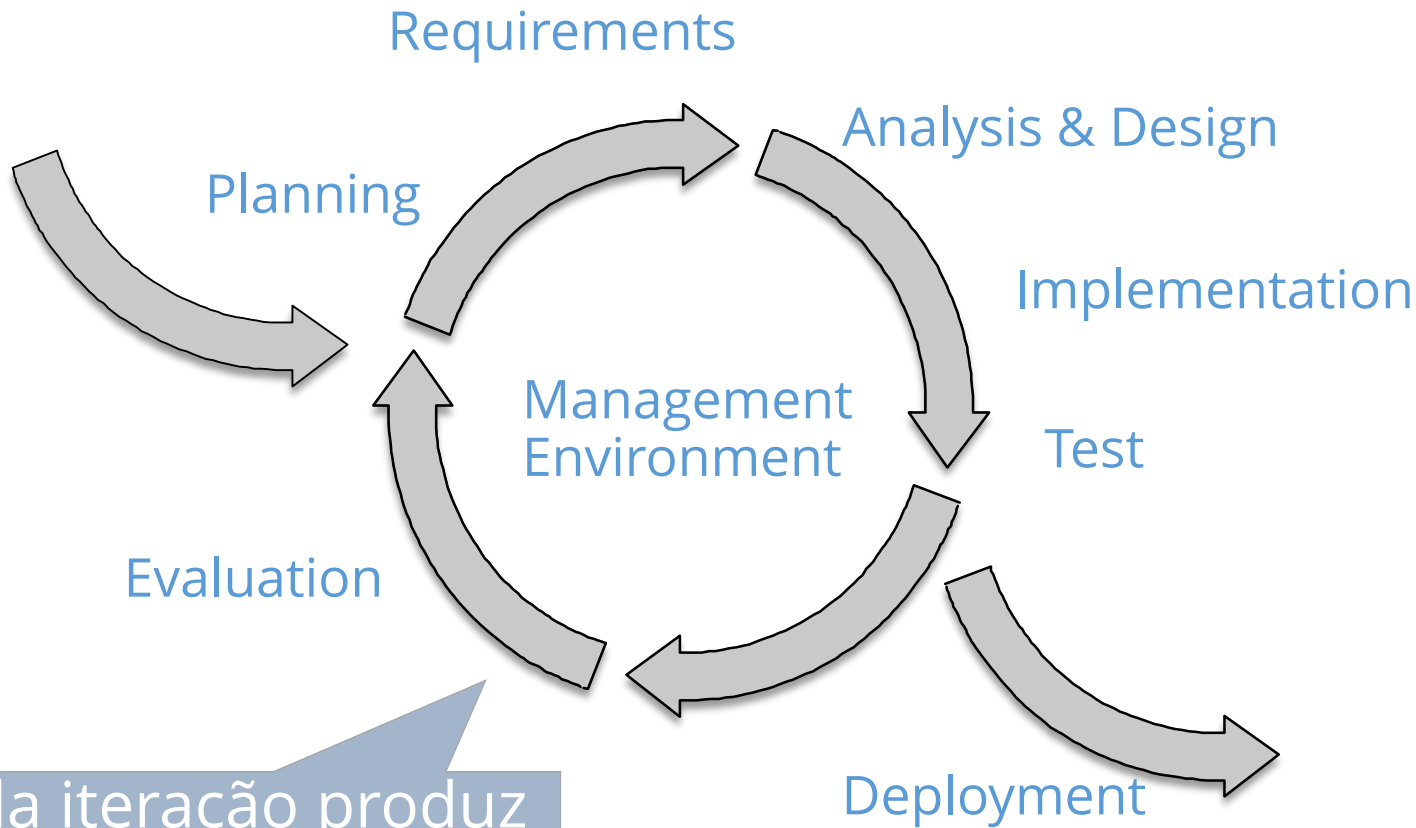 Requirements
Analysis & Design
Planning
Implementation
Management
Environment
Test
Evaluation
iteração produz
Deployment